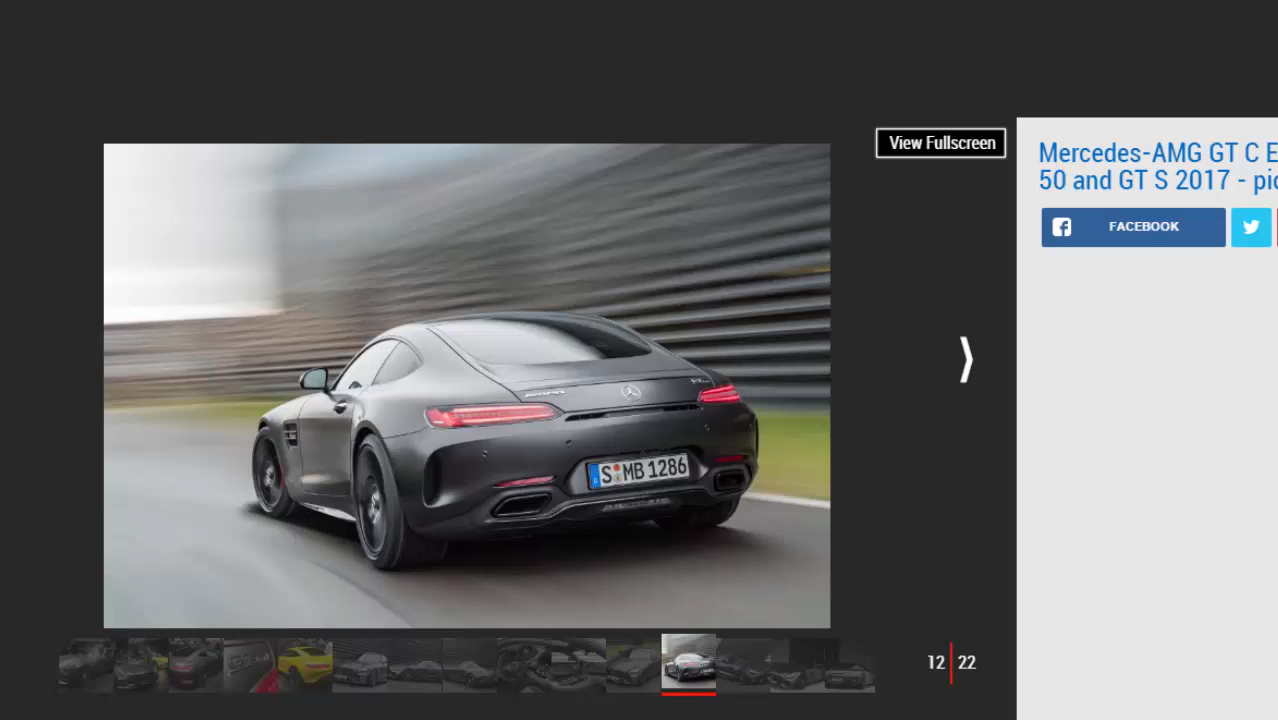 View Fullscreen
Mercedes-AMG GT C E
50 and GT S 2017 - pic
FACEBOOK
S MB 1286
12 22